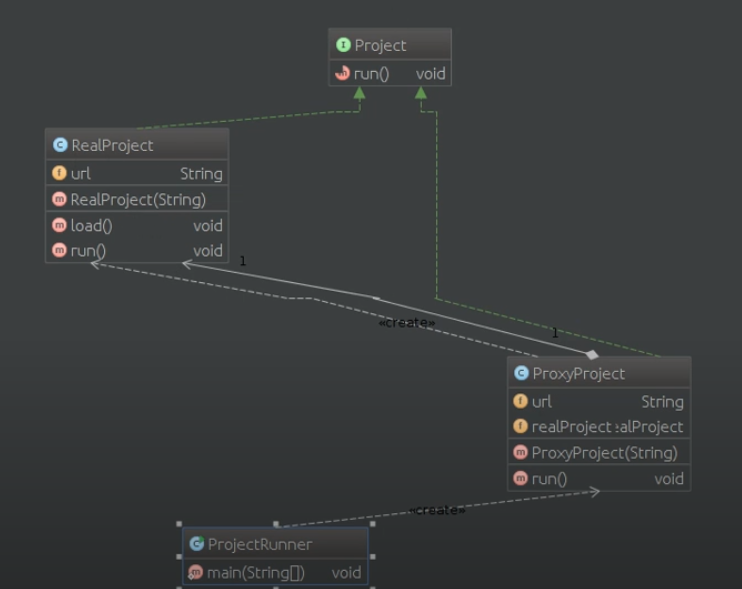 Project
run() void
RealProject
url String
RealProject(String)
load() void
run() void
1
«create»
1
ProxyProject
url String
realProject :alProject
ProxyProject(String)
run() void
«create»
ProjectRunner
main(String[]) void